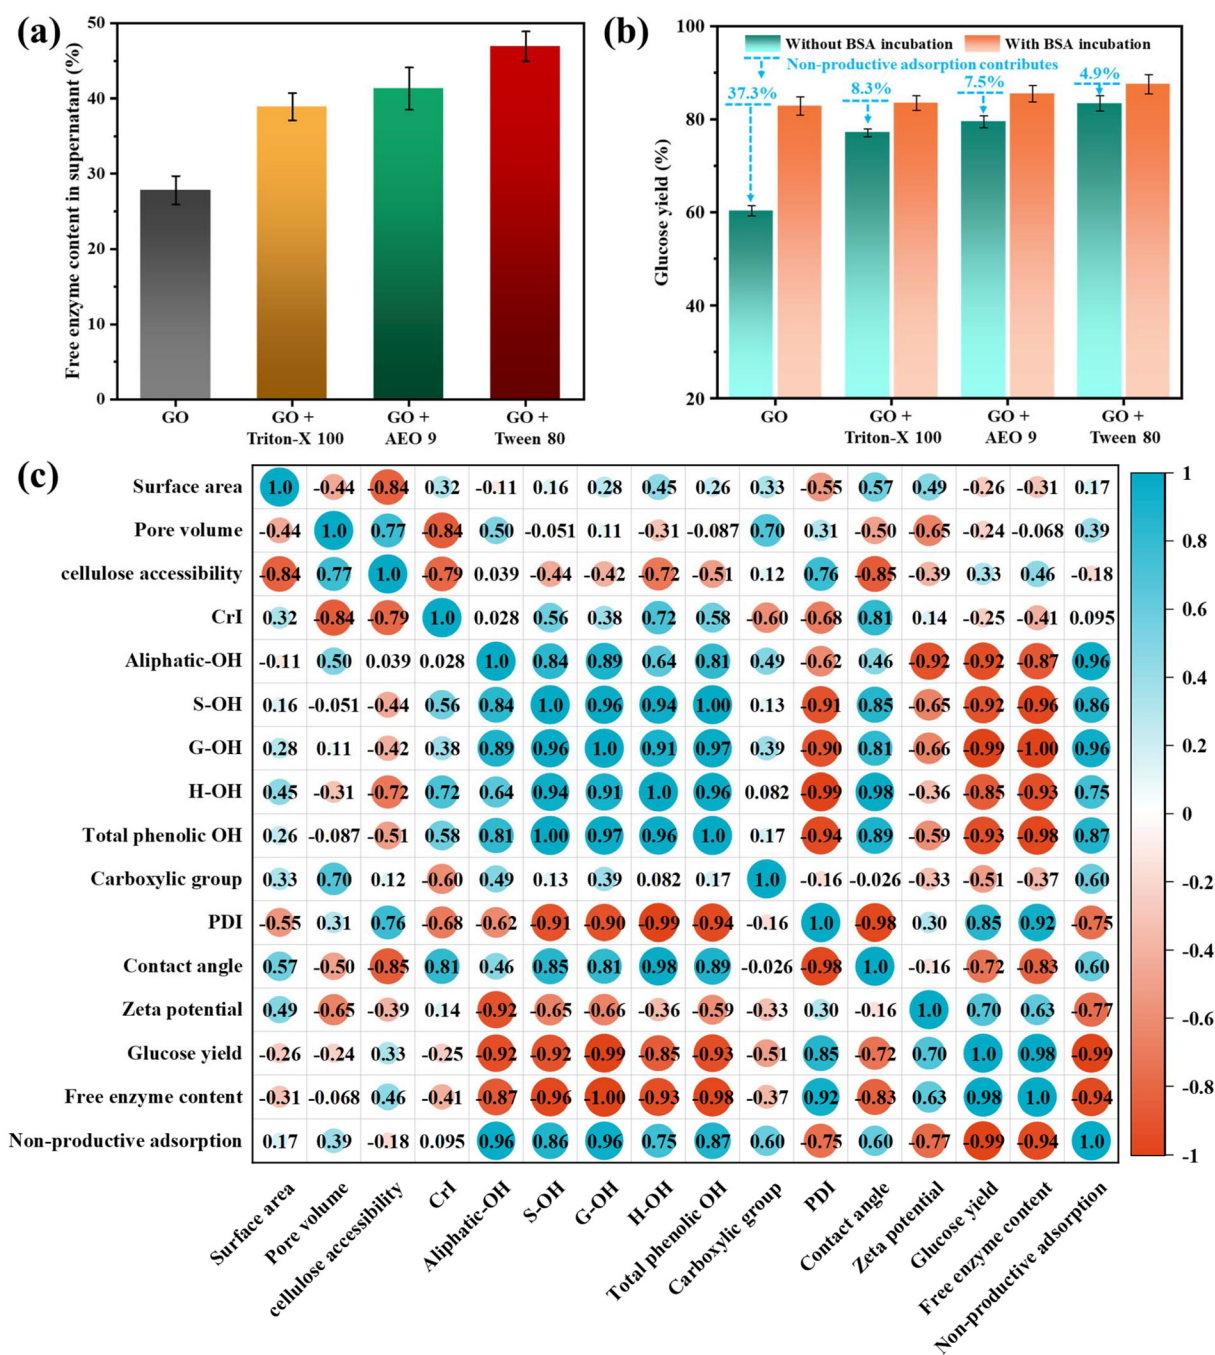 (a)
Free enzyme content in supernatant (%)
50
40
30
20
10
0
GO
GO +
Triton-X 100
GO +
AEO 9
GO +
Tween 80
(b)
Glucose yield (%)
100
80
60
40
20
Without BSA incubation
With BSA incubation
Non-productive adsorption contributes
37.3%
8.3%
7.5%
4.9%
GO
GO +
Triton-X 100
GO +
AEO 9
GO +
Tween 80
(c)
Surface area 1.0 -0.44 -0.84 0.32 -0.11 0.16 0.28 0.45 0.26 0.33 -0.55 0.57 0.49 -0.26 -0.31 0.17
Pore volume -0.44 1.0 0.77 -0.84 0.50 -0.051 0.11 -0.31 -0.087 0.70 0.31 -0.50 -0.65 -0.24 -0.068 0.39
cellulose accessibility -0.84 0.77 1.0 -0.79 0.039 -0.44 -0.42 -0.72 -0.51 0.12 0.76 -0.85 -0.39 0.33 0.46 -0.18
CrI 0.32 -0.84 -0.79 1.0 0.028 0.56 0.38 0.72 0.58 -0.60 -0.68 0.81 0.14 -0.25 -0.41 0.095
Aliphatic-OH -0.11 0.50 0.039 0.028 1.0 0.84 0.89 0.64 0.81 0.49 -0.62 0.46 -0.92 -0.92 -0.87 0.96
S-OH 0.16 -0.051 -0.44 0.56 0.84 1.0 0.96 0.94 1.00 0.13 -0.91 0.85 -0.65 -0.92 -0.96 0.86
G-OH 0.28 0.11 -0.42 0.38 0.89 0.96 1.0 0.91 0.97 0.39 -0.90 0.81 -0.66 -0.99 -1.00 0.96
H-OH 0.45 -0.31 -0.72 0.72 0.64 0.94 0.91 1.0 0.96 0.082 -0.99 0.98 -0.36 -0.85 -0.93 0.75
Total phenolic OH 0.26 -0.087 -0.51 0.58 0.81 1.00 0.97 0.96 1.0 0.17 -0.94 0.89 -0.59 -0.93 -0.98 0.87
Carboxylic group 0.33 0.70 0.12 -0.60 0.49 0.13 0.39 0.082 0.17 1.0 -0.16 -0.026 -0.33 -0.51 -0.37 0.60
PDI -0.55 0.31 0.76 -0.68 -0.62 -0.91 -0.90 -0.99 -0.94 -0.16 1.0 -0.98 0.30 0.85 0.92 -0.75
Contact angle 0.57 -0.50 -0.85 0.81 0.46 0.85 0.81 0.98 0.89 -0.026 -0.98 1.0 -0.16 -0.72 -0.83 0.60
Zeta potential 0.49 -0.65 -0.39 0.14 -0.92 -0.65 -0.66 -0.36 -0.59 -0.33 0.30 -0.16 1.0 0.70 0.63 -0.77
Glucose yield -0.26 -0.24 0.33 -0.25 -0.92 -0.92 -0.99 -0.85 -0.93 -0.51 0.85 -0.72 0.70 1.0 0.98 -0.99
Free enzyme content -0.31 -0.068 0.46 -0.41 -0.87 -0.96 -1.00 -0.93 -0.98 -0.37 0.92 -0.83 0.63 0.98 1.0 -0.94
Non-productive adsorption 0.17 0.39 -0.18 0.095 0.96 0.86 0.96 0.75 0.87 0.60 -0.75 0.60 -0.77 -0.99 -0.94 1.0
Surface area
Pore volume
cellulose accessibility
CrI
Aliphatic-OH
S-OH
G-OH
H-OH
Total phenolic OH
Carboxylic group
PDI
Contact angle
Zeta potential
Glucose yield
Free enzyme content
Non-productive adsorption
1
0.8
0.6
0.4
0.2
0
-0.2
-0.4
-0.6
-0.8
-1